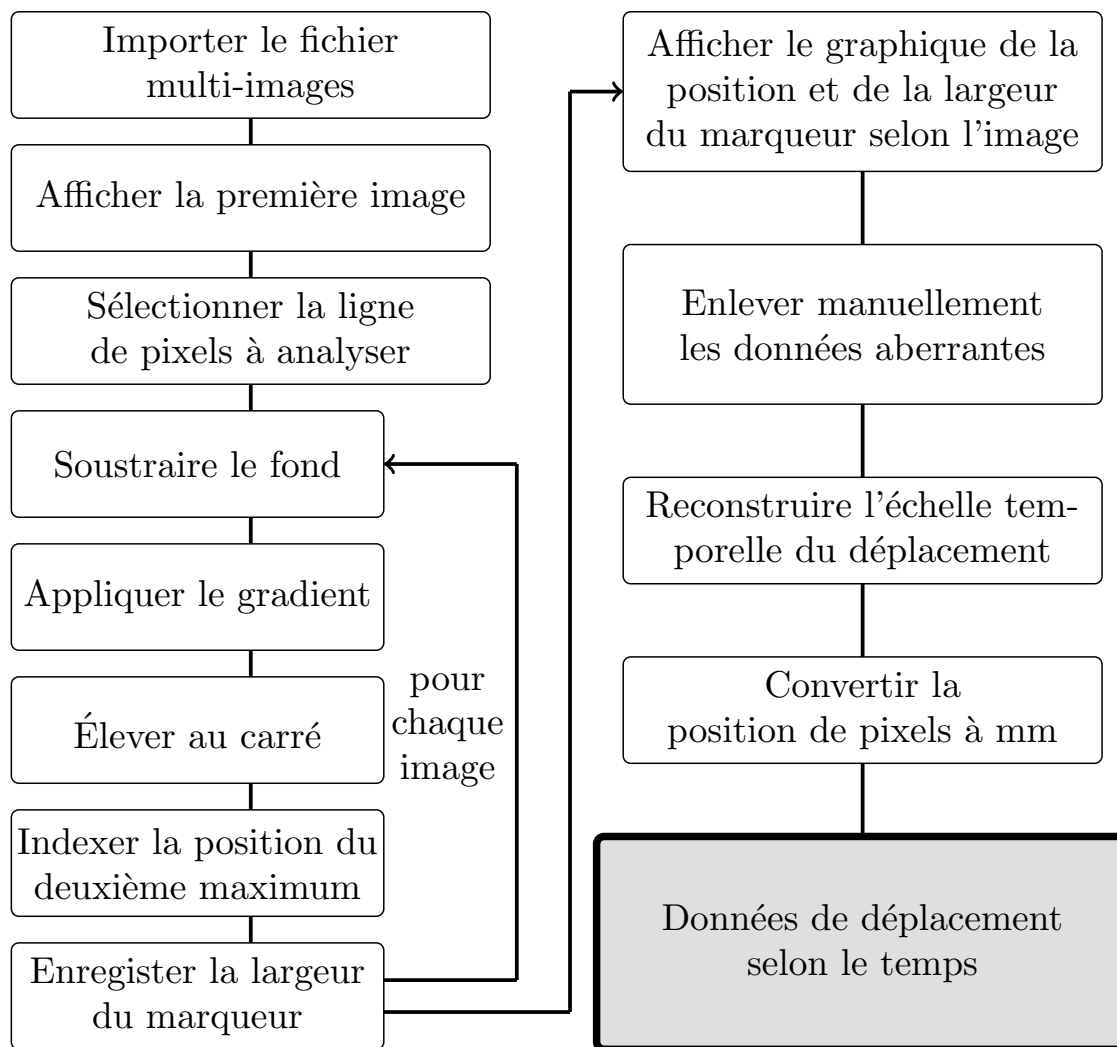 Importer le fichier
multi-images
Afficher la première image
Sélectionner la ligne
de pixels à analyser
Soustraire le fond
Appliquer le gradient
Élever au carré
Indexer la position du
deuxième maximum
Enregister la largeur
du marqueur
pour
chaque
image
Afficher le graphique de la
position et de la largeur
du marqueur selon l'image
Enlever manuellement
les données aberrantes
Reconstruire l'échelle tem-
porelle du déplacement
Convertir la
position de pixels à mm
Données de déplacement
selon le temps